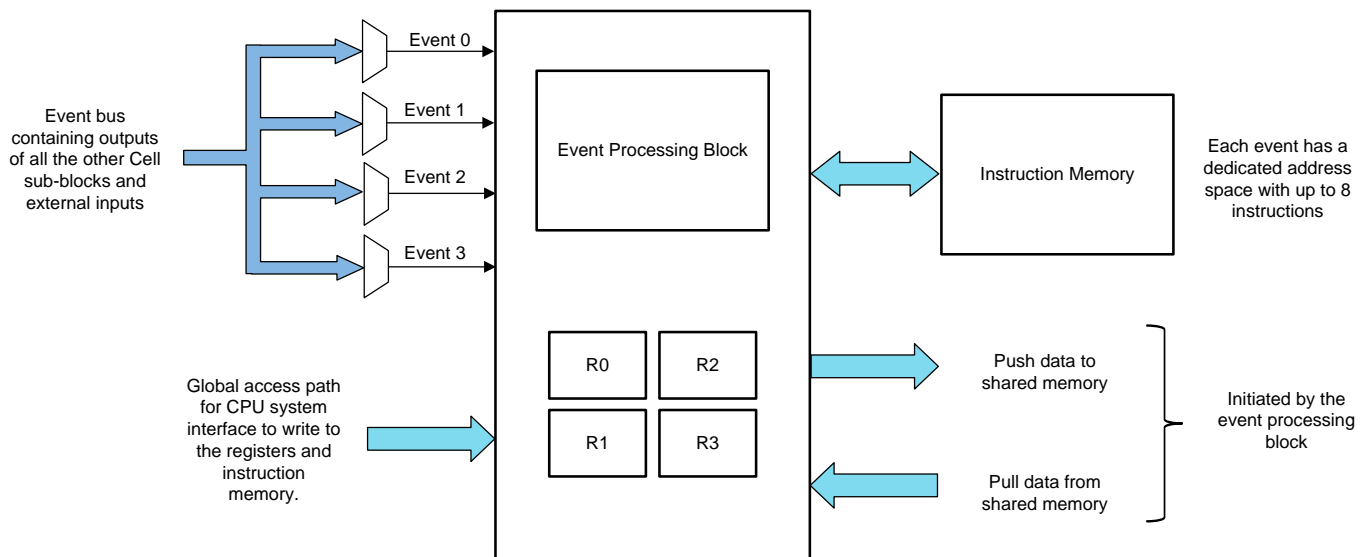 Event 0
Event 1
Event 2
Event 3
Event bus
containing outputs
of all the other Cell
sub-blocks and
external inputs
Event Processing Block
Instruction Memory
Each event has a
dedicated address
space with up to 8
instructions
Global access path
for CPU system
interface to write to
the registers and
instruction
memory.
R0
R2
R1
R3
Push data to
shared memory
Pull data from
shared memory
Initiated by the
event processing
block